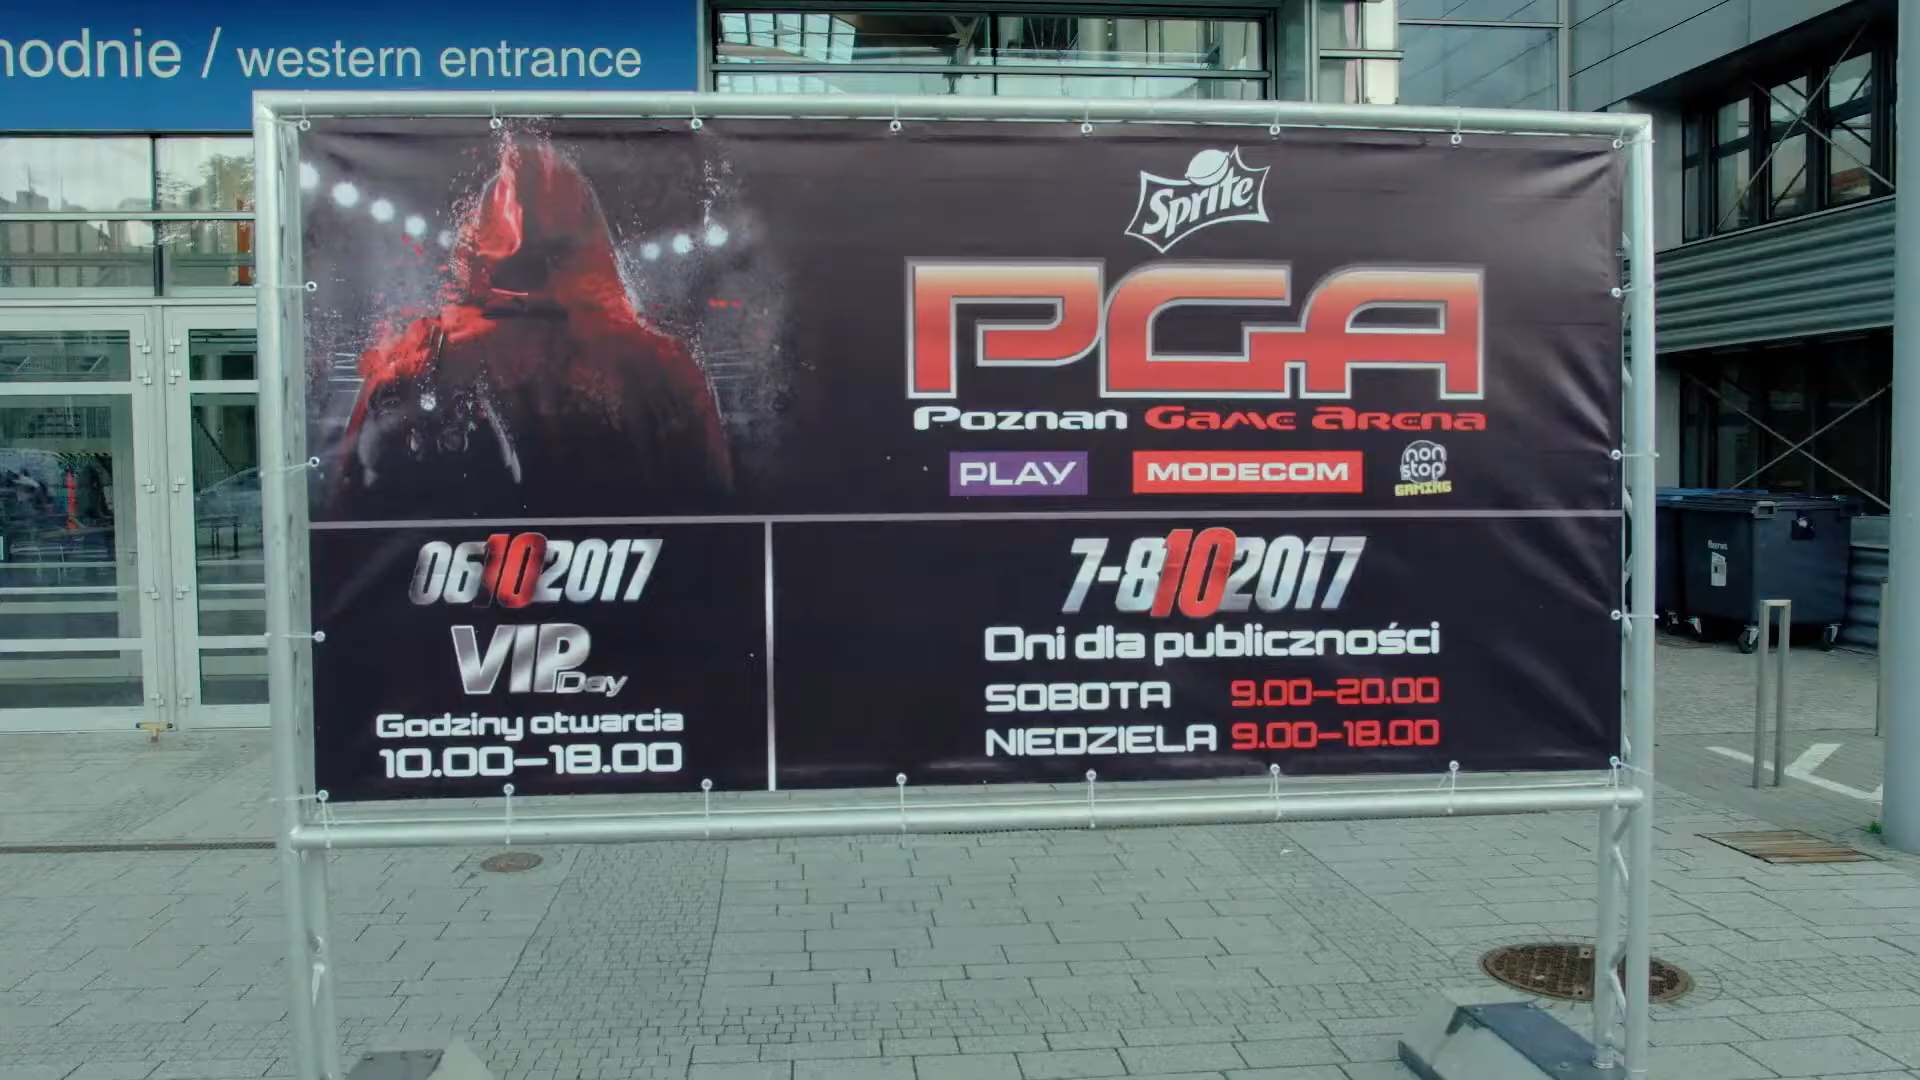 hodnie / western entrance
Sprite
PGA
Poznań Game Arena
PLAY
MODECOM
non
stop
GAMING
06102017
VIP
Day
Godziny otwarcia
10.00–18.00
7-8102017
Dni dla publiczności
SOBOTA 9.00–20.00
NIEDZIELA 9.00–18.00